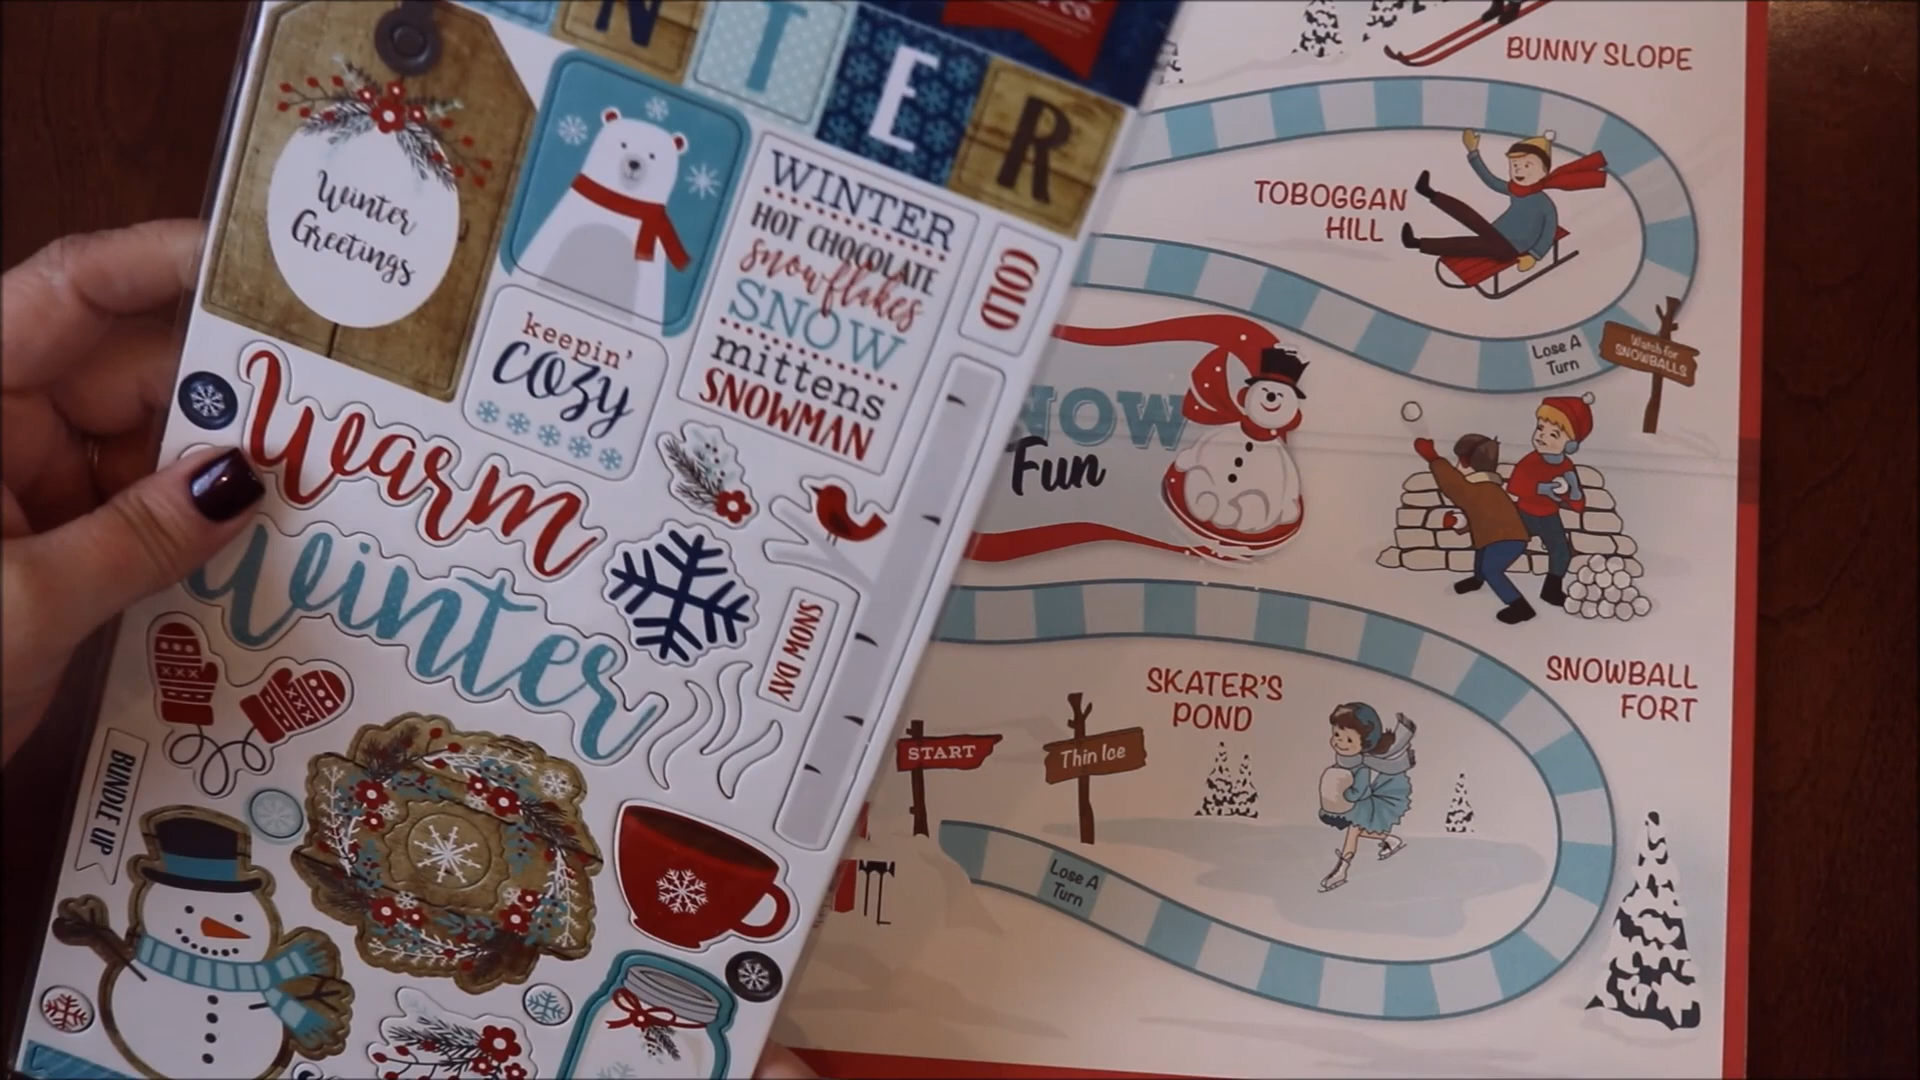 NTER
CO.
Winter
Greetings
WINTER
HOT CHOCOLATE
snowflakes
SNOW
mittens
SNOWMAN
COLD
keepin'
cozy
Warm
Winter
SNOW DAY
BUNDLE UP
BUNNY SLOPE
TOBOGGAN
HILL
Lose A
Turn
Watch for
SNOWBALLS
NOW
Fun
SNOWBALL
FORT
SKATER'S
POND
START
Thin Ice
Lose A
Turn